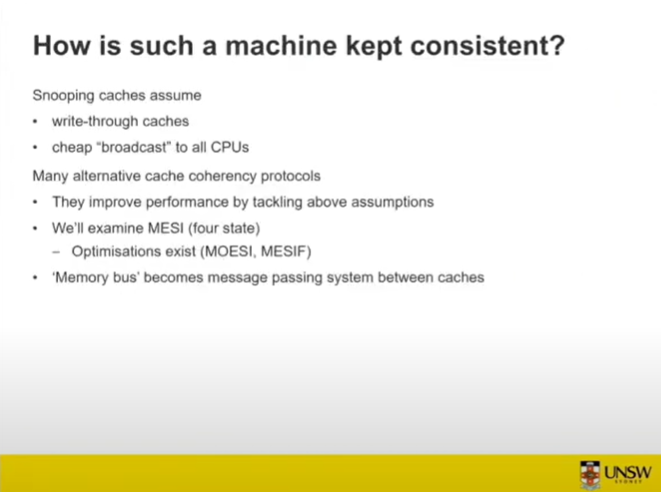 How is such a machine kept consistent?
Snooping caches assume
• write-through caches
• cheap “broadcast” to all CPUs
Many alternative cache coherency protocols
• They improve performance by tackling above assumptions
• We’ll examine MESI (four state)
– Optimisations exist (MOESI, MESIF)
• ‘Memory bus’ becomes message passing system between caches
UNSW
SYDNEY